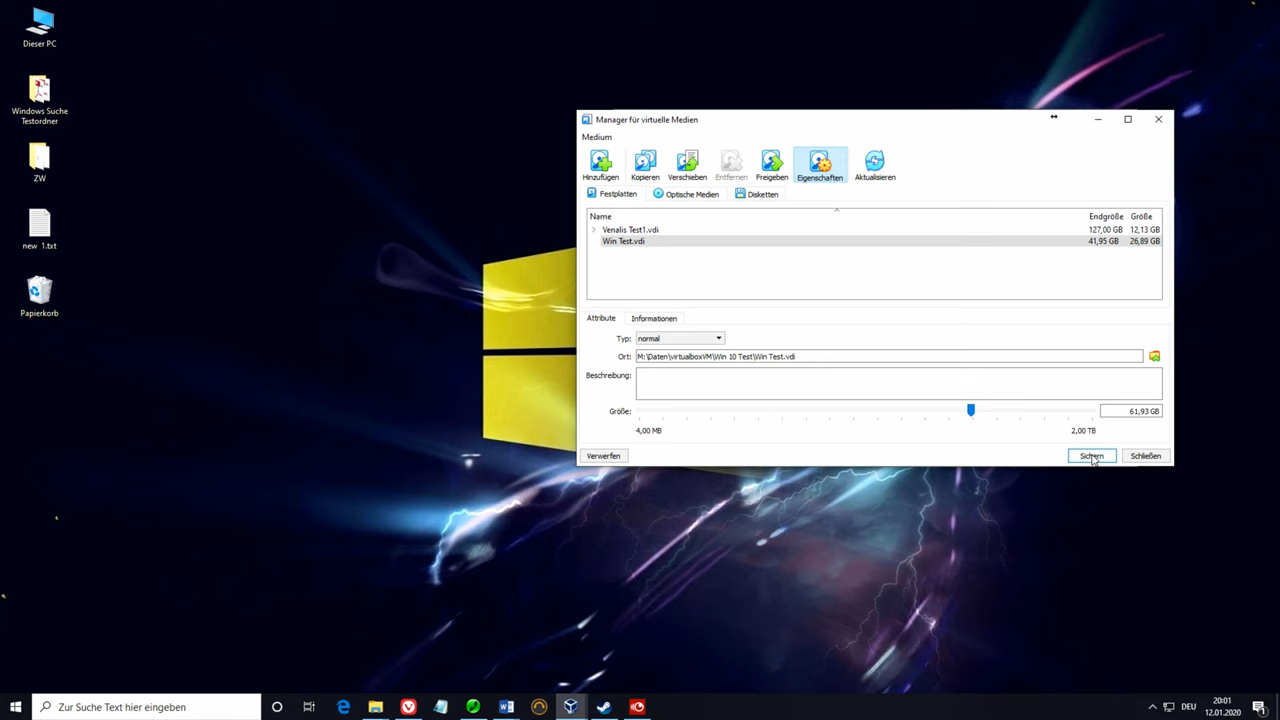 Dieser PC
Windows Suche
Testordner
ZW
new 1.txt
Papierkorb
Manager für virtuelle Medien
Medium
Hinzufügen
Kopieren
Verschieben
Entfernen
Freigeben
Eigenschaften
Aktualisieren
Festplatten
Optische Medien
Disketten
Name Endgröße Größe
Venalis Test1.vdi 127,00 GB 12,13 GB
Win Test.vdi 41,95 GB 26,89 GB
Attribute
Informationen
Typ: normal
Ort: M:\Daten\virtualboxVM\Win 10 Test\Win Test.vdi
Beschreibung:
Größe: 61,93 GB
4,00 MB 2,00 TB
Verwerfen
Sichern
Schließen
Zur Suche Text hier eingeben
DEU
20:01
12.01.2020